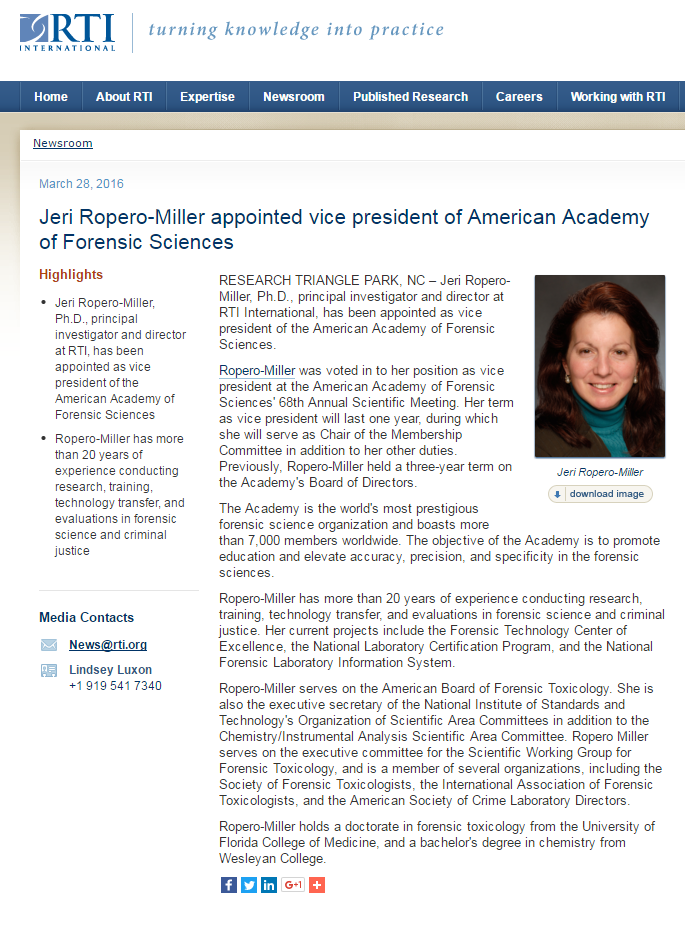 RTI
INTERNATIONAL
turning knowledge into practice
Home About RTI Expertise Newsroom Published Research Careers Working with RTI
Newsroom
March 28, 2016
Jeri Ropero-Miller appointed vice president of American Academy
of Forensic Sciences
Highlights
• Jeri Ropero-Miller,
Ph.D., principal
investigator and director
at RTI, has been
appointed as vice
president of the
American Academy of
Forensic Sciences
• Ropero-Miller has more
than 20 years of
experience conducting
research, training,
technology transfer, and
evaluations in forensic
science and criminal
justice
Media Contacts
News@rti.org
Lindsey Luxon
+1 919 541 7340
RESEARCH TRIANGLE PARK, NC – Jeri Ropero-
Miller, Ph.D., principal investigator and director at
RTI International, has been appointed as vice
president of the American Academy of Forensic
Sciences.
Ropero-Miller was voted in to her position as vice
president at the American Academy of Forensic
Sciences' 68th Annual Scientific Meeting. Her term
as vice president will last one year, during which
she will serve as Chair of the Membership
Committee in addition to her other duties.
Previously, Ropero-Miller held a three-year term on
the Academy's Board of Directors.
Jeri Ropero-Miller
download image
The Academy is the world's most prestigious
forensic science organization and boasts more
than 7,000 members worldwide. The objective of the Academy is to promote
education and elevate accuracy, precision, and specificity in the forensic
sciences.
Ropero-Miller has more than 20 years of experience conducting research,
training, technology transfer, and evaluations in forensic science and criminal
justice. Her current projects include the Forensic Technology Center of
Excellence, the National Laboratory Certification Program, and the National
Forensic Laboratory Information System.
Ropero-Miller serves on the American Board of Forensic Toxicology. She is
also the executive secretary of the National Institute of Standards and
Technology's Organization of Scientific Area Committees in addition to the
Chemistry/Instrumental Analysis Scientific Area Committee. Ropero Miller
serves on the executive committee for the Scientific Working Group for
Forensic Toxicology, and is a member of several organizations, including the
Society of Forensic Toxicologists, the International Association of Forensic
Toxicologists, and the American Society of Crime Laboratory Directors.
Ropero-Miller holds a doctorate in forensic toxicology from the University of
Florida College of Medicine, and a bachelor's degree in chemistry from
Wesleyan College.
f in G+1 +